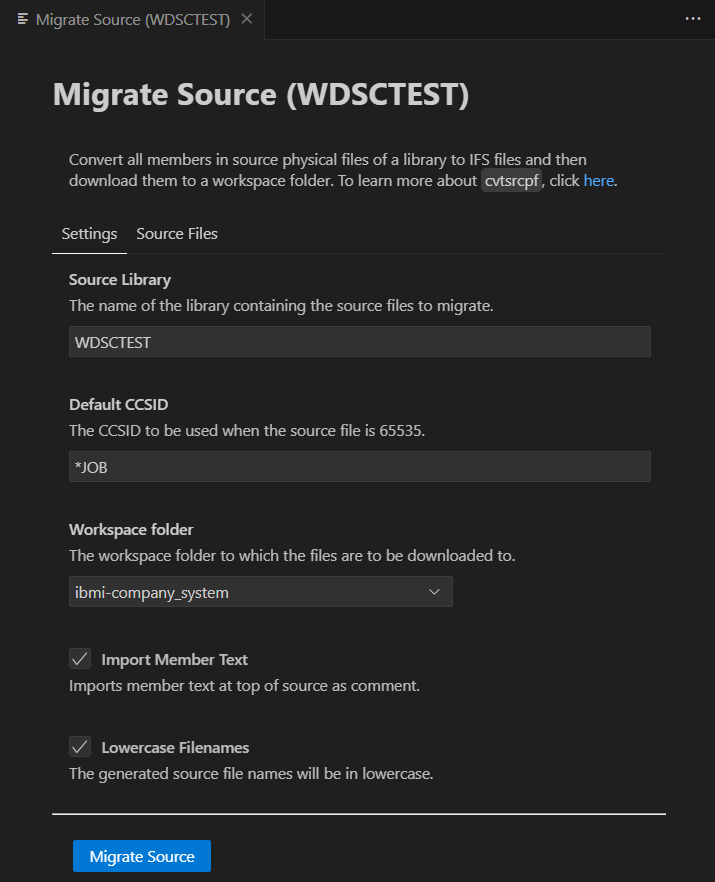 Migrate Source (WDSCTEST)
Migrate Source (WDSCTEST)
Convert all members in source physical files of a library to IFS files and then
download them to a workspace folder. To learn more about cvtsrcpf, click here.
Settings Source Files
Source Library
The name of the library containing the source files to migrate.
WDSCTEST
Default CCSID
The CCSID to be used when the source file is 65535.
*JOB
Workspace folder
The workspace folder to which the files are to be downloaded to.
ibmi-company_system
Import Member Text
Imports member text at top of source as comment.
Lowercase Filenames
The generated source file names will be in lowercase.
Migrate Source